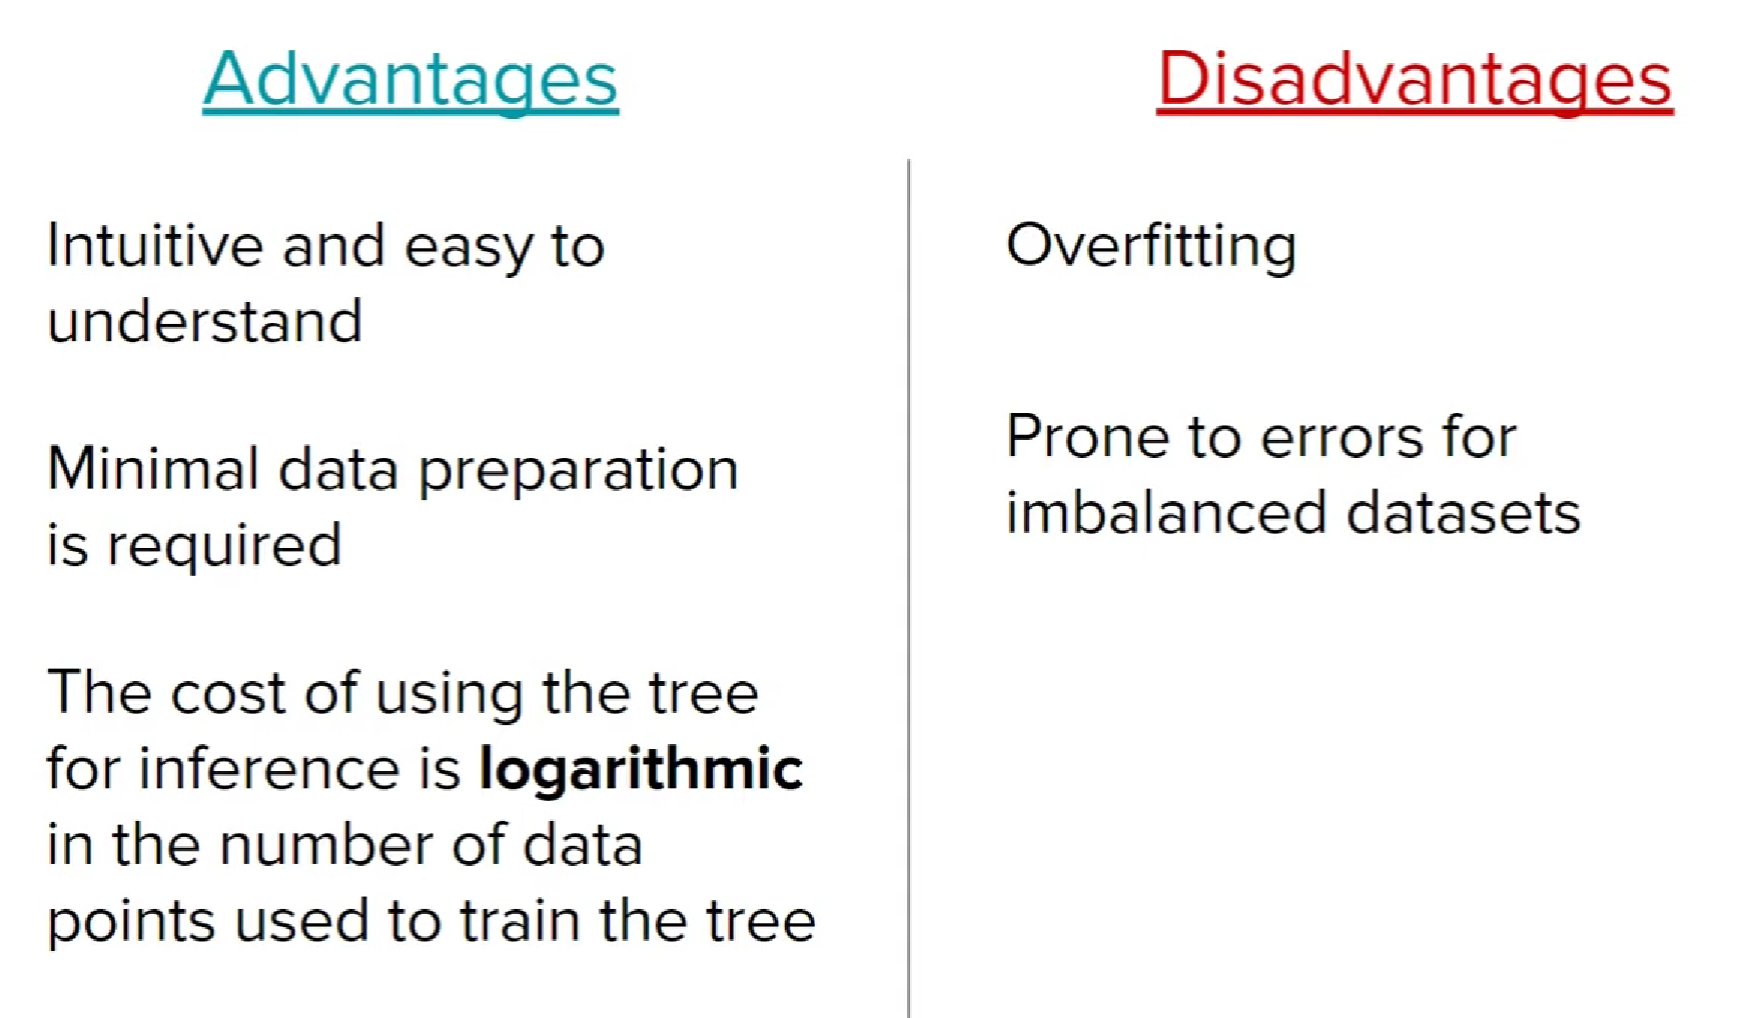 Advantages
Intuitive and easy to
understand
Minimal data preparation
is required
The cost of using the tree
for inference is logarithmic
in the number of data
points used to train the tree
Disadvantages
Overfitting
Prone to errors for
imbalanced datasets